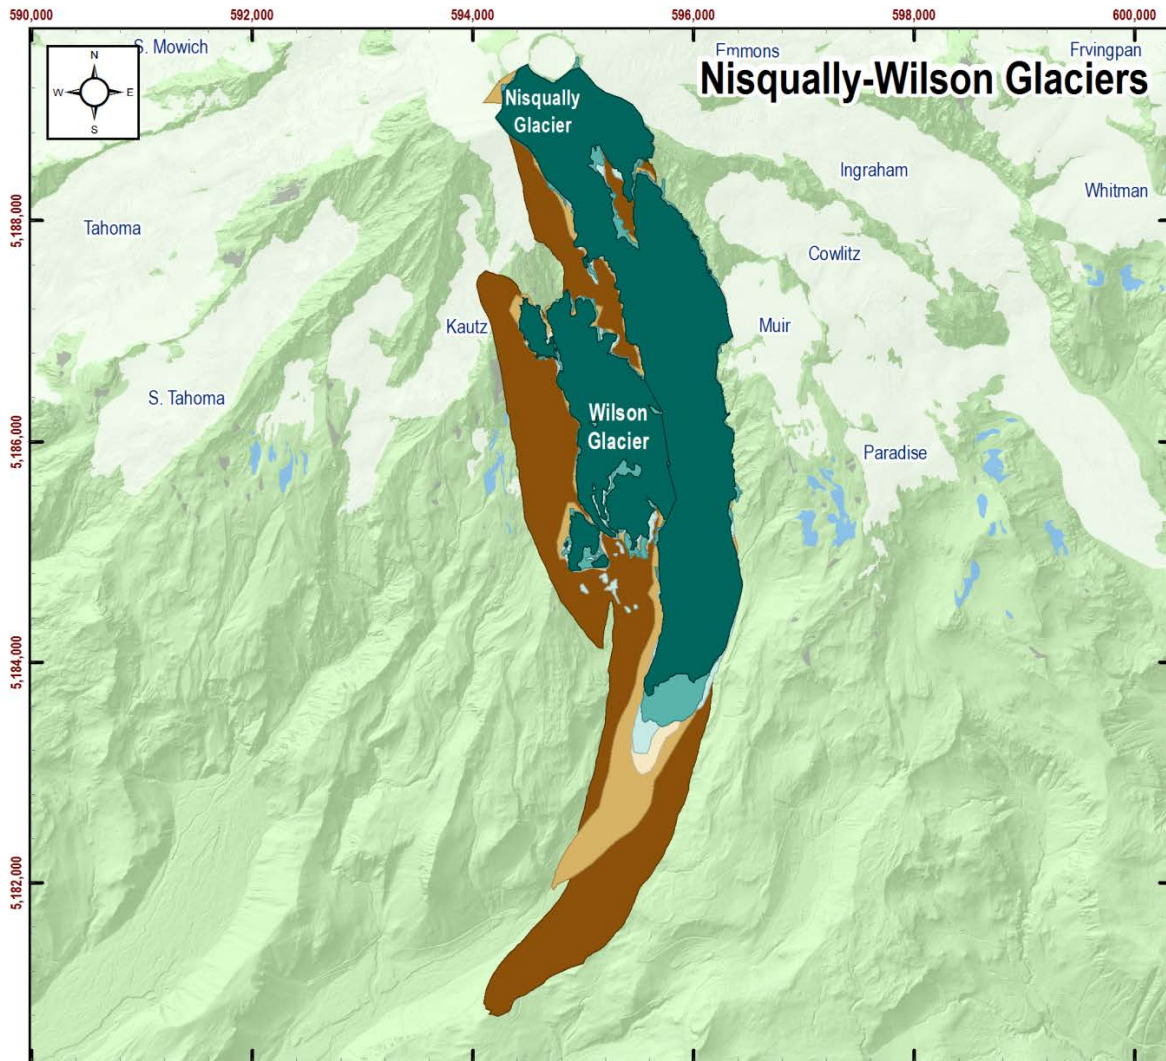 590,000 592,000 594,000 596,000 598,000 600,000
S. Mowich Emmons Fryingpan
Nisqually-Wilson Glaciers
N
W E
S
Nisqually
Glacier
Ingraham
Whitman
5,188,000
Tahoma
Cowlitz
Kautz
Muir
S. Tahoma
Wilson
Glacier
5,186,000
Paradise
5,184,000
5,182,000